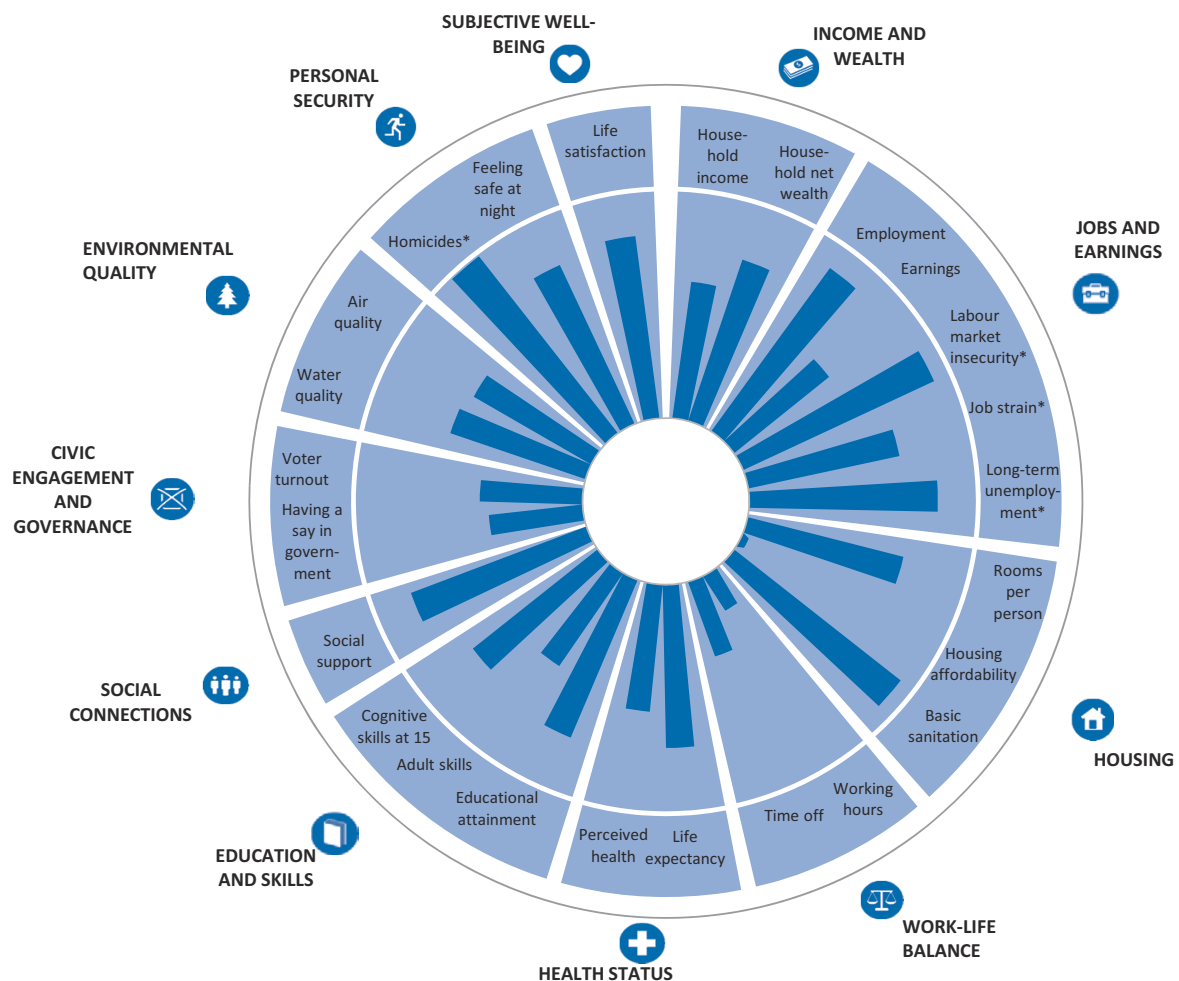 SUBJECTIVE WELL-
BEING
INCOME AND
WEALTH
PERSONAL
SECURITY
Life
satisfaction
House-
hold
income
House-
hold net
wealth
Feeling
safe at
night
Homicides*
Employment
Earnings
JOBS AND
EARNINGS
ENVIRONMENTAL
QUALITY
Air
quality
Water
quality
Labour
market
insecurity*
Job strain*
Long-term
unemploy-
ment*
CIVIC
ENGAGEMENT
AND
GOVERNANCE
Voter
turnout
Having a
say in
govern-
ment
Rooms
per
person
Housing
affordability
Basic
sanitation
HOUSING
Social
support
SOCIAL
CONNECTIONS
Cognitive
skills at 15
Adult skills
Educational
attainment
EDUCATION
AND SKILLS
Perceived
health
Life
expectancy
HEALTH STATUS
Time off
Working
hours
WORK-LIFE
BALANCE